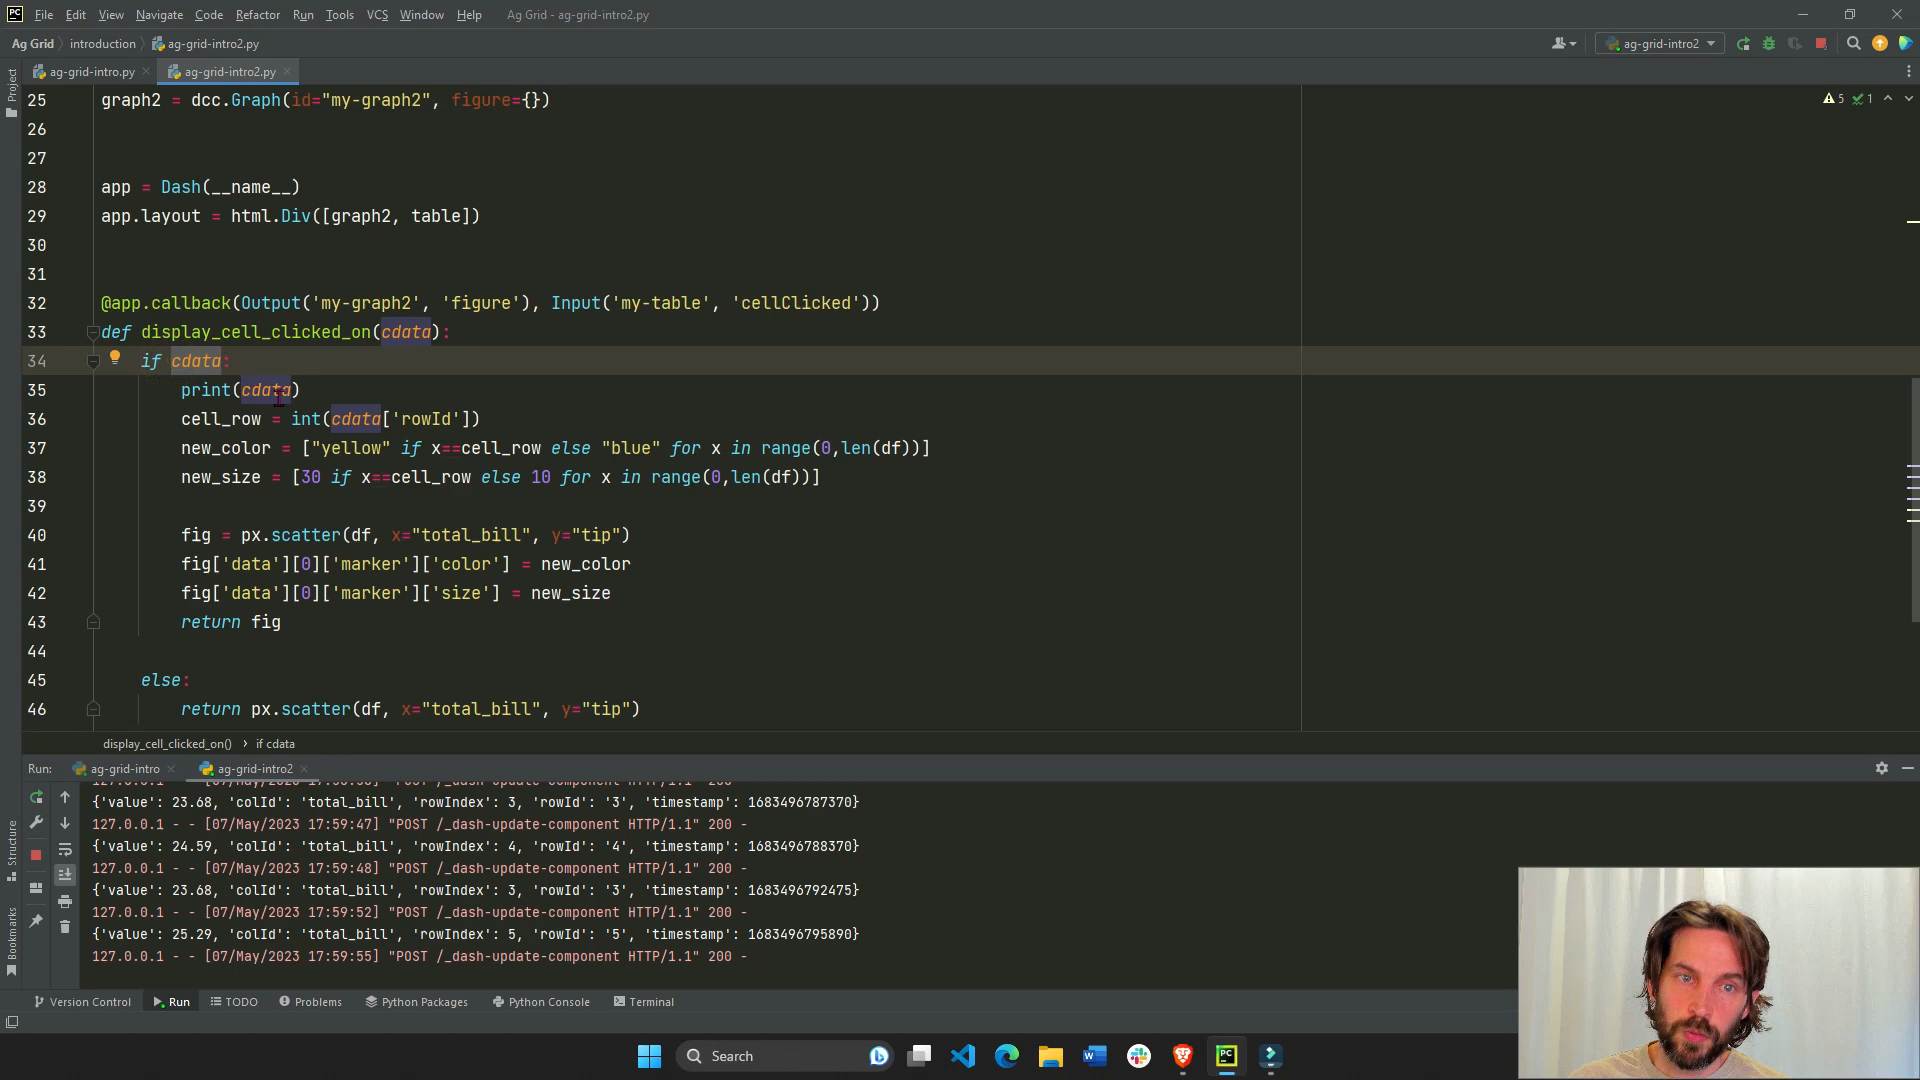 PC File Edit View Navigate Code Refactor Run Tools VCS Window Help Ag Grid - ag-grid-intro2.py
Ag Grid introduction ag-grid-intro2.py ag-grid-intro2
ag-grid-intro.py ag-grid-intro2.py
Project
5 1
25 graph2 = dcc.Graph(id="my-graph2", figure={})
26
27
28 app = Dash(__name__)
29 app.layout = html.Div([graph2, table])
30
31
32 @app.callback(Output('my-graph2', 'figure'), Input('my-table', 'cellClicked'))
33 def display_cell_clicked_on(cdata):
34 if cdata:
35 print(cdata)
36 cell_row = int(cdata['rowId'])
37 new_color = ["yellow" if x==cell_row else "blue" for x in range(0,len(df))]
38 new_size = [30 if x==cell_row else 10 for x in range(0,len(df))]
39
40 fig = px.scatter(df, x="total_bill", y="tip")
41 fig['data'][0]['marker']['color'] = new_color
42 fig['data'][0]['marker']['size'] = new_size
43 return fig
44
45 else:
46 return px.scatter(df, x="total_bill", y="tip")
display_cell_clicked_on() if cdata
Run: ag-grid-intro ag-grid-intro2
{'value': 23.68, 'colId': 'total_bill', 'rowIndex': 3, 'rowId': '3', 'timestamp': 1683496787370}
127.0.0.1 - - [07/May/2023 17:59:47] "POST /_dash-update-component HTTP/1.1" 200 -
{'value': 24.59, 'colId': 'total_bill', 'rowIndex': 4, 'rowId': '4', 'timestamp': 1683496788370}
127.0.0.1 - - [07/May/2023 17:59:48] "POST /_dash-update-component HTTP/1.1" 200 -
{'value': 23.68, 'colId': 'total_bill', 'rowIndex': 3, 'rowId': '3', 'timestamp': 1683496792475}
127.0.0.1 - - [07/May/2023 17:59:52] "POST /_dash-update-component HTTP/1.1" 200 -
{'value': 25.29, 'colId': 'total_bill', 'rowIndex': 5, 'rowId': '5', 'timestamp': 1683496795890}
127.0.0.1 - - [07/May/2023 17:59:55] "POST /_dash-update-component HTTP/1.1" 200 -
Structure
Bookmarks
Version Control Run TODO Problems Python Packages Python Console Terminal
Search